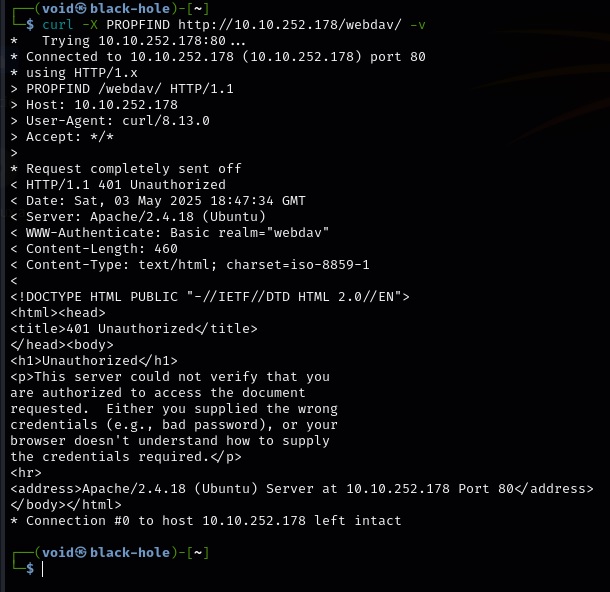 ┌──(void㉿black-hole)-[~]
└─$ curl -X PROPFIND http://10.10.252.178/webdav/ -v
*   Trying 10.10.252.178:80...
* Connected to 10.10.252.178 (10.10.252.178) port 80
* using HTTP/1.x
> PROPFIND /webdav/ HTTP/1.1
> Host: 10.10.252.178
> User-Agent: curl/8.13.0
> Accept: */*
>
* Request completely sent off
< HTTP/1.1 401 Unauthorized
< Date: Sat, 03 May 2025 18:47:34 GMT
< Server: Apache/2.4.18 (Ubuntu)
< WWW-Authenticate: Basic realm="webdav"
< Content-Length: 460
< Content-Type: text/html; charset=iso-8859-1
<
<!DOCTYPE HTML PUBLIC "-//IETF//DTD HTML 2.0//EN">
<html><head>
<title>401 Unauthorized</title>
</head><body>
<h1>Unauthorized</h1>
<p>This server could not verify that you
are authorized to access the document
requested.  Either you supplied the wrong
credentials (e.g., bad password), or your
browser doesn't understand how to supply
the credentials required.</p>
<hr>
<address>Apache/2.4.18 (Ubuntu) Server at 10.10.252.178 Port 80</address>
</body></html>
* Connection #0 to host 10.10.252.178 left intact
┌──(void㉿black-hole)-[~]
└─$